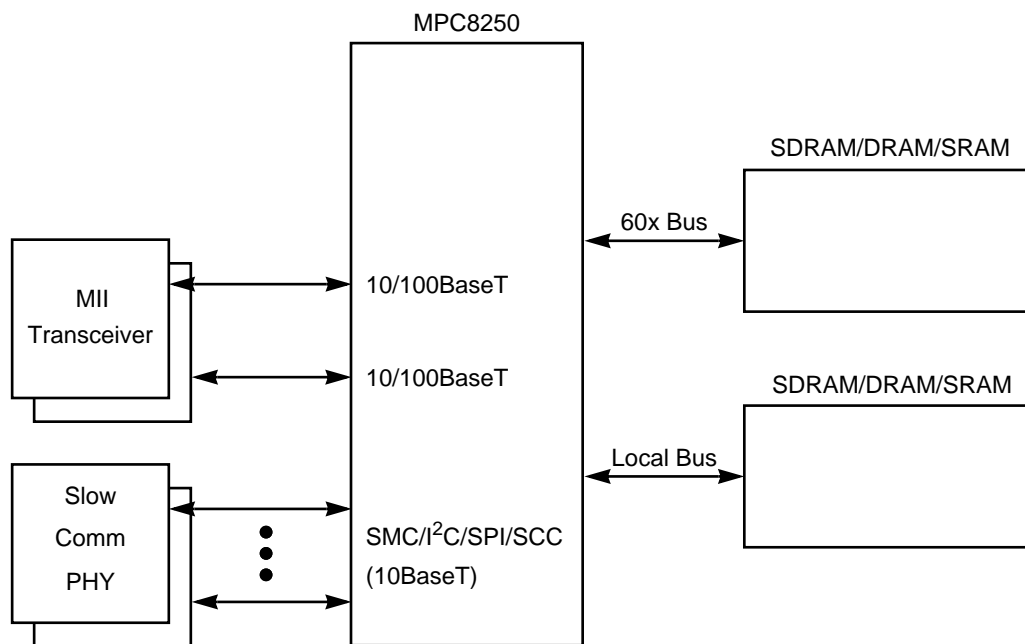 MPC8250
SDRAM/DRAM/SRAM
60x Bus
MII
Transceiver
10/100BaseT
10/100BaseT
SDRAM/DRAM/SRAM
Local Bus
Slow
Comm
PHY
SMC/I²C/SPI/SCC
(10BaseT)